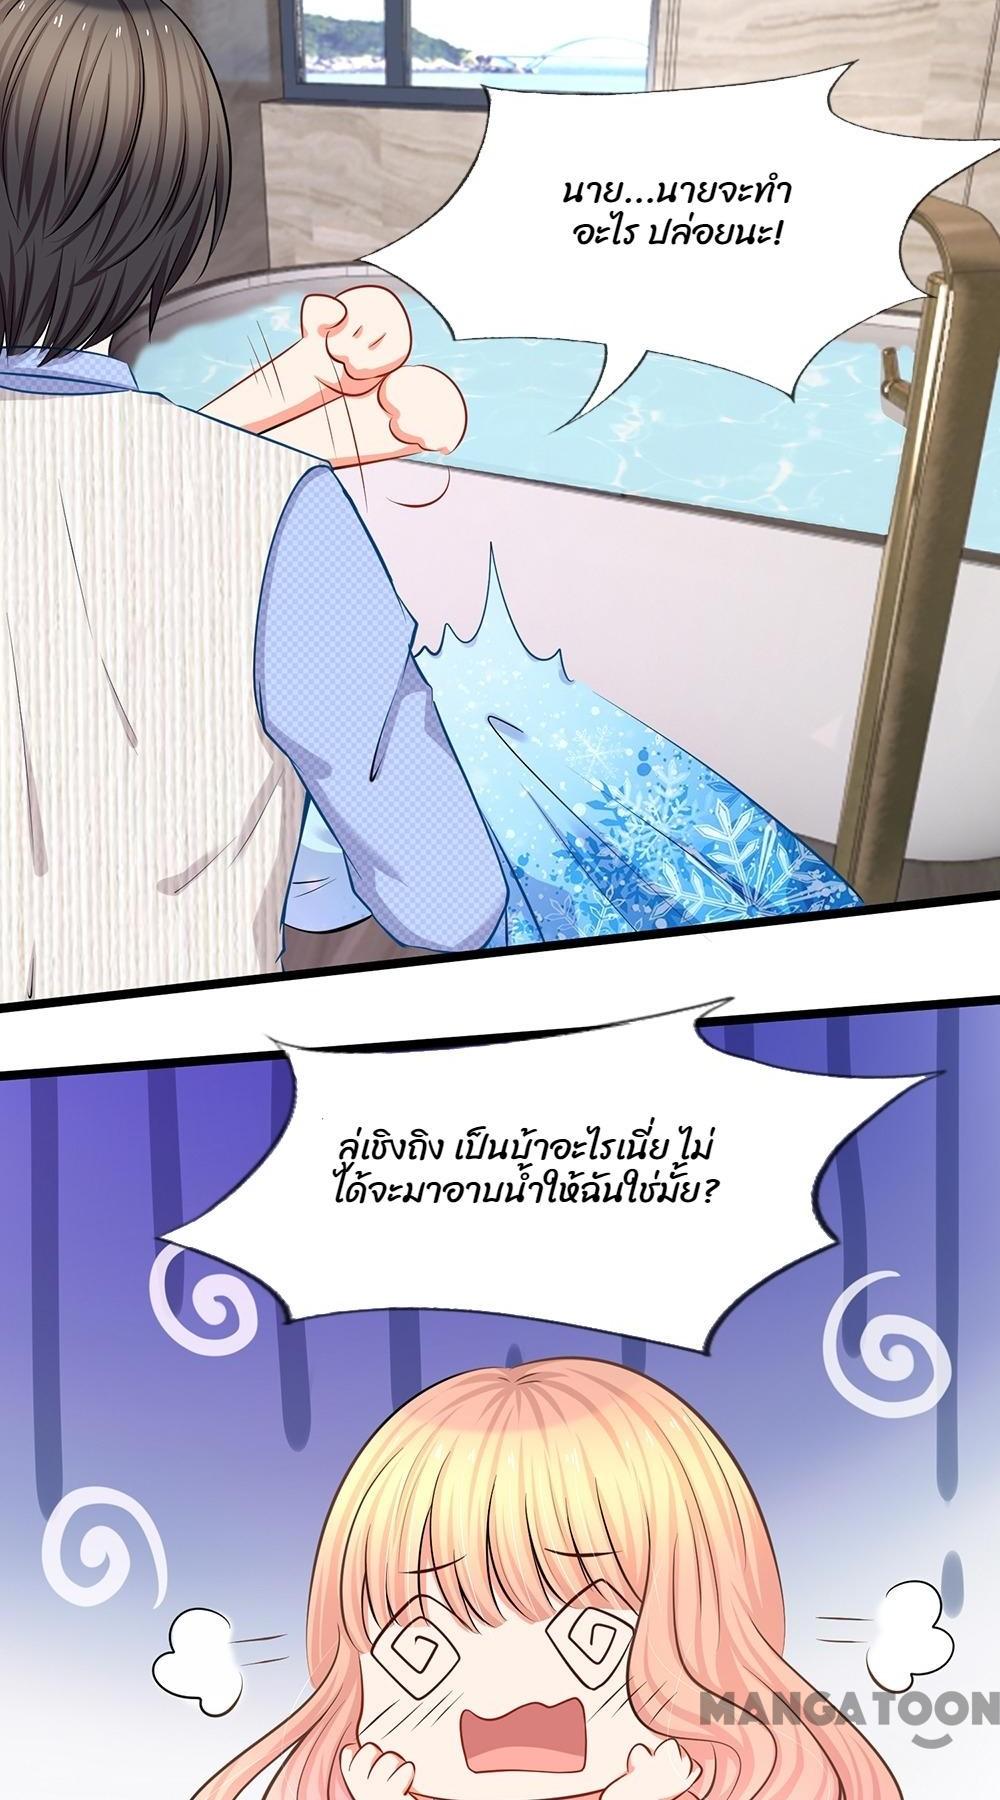 นาย...นายจะทำ
อะไร ปล่อยนะ!
ลู่เชิงถิง เป็นบ้าอะไรเนี่ย ไม่
ได้จะมาอาบน้ำให้ฉันใช่มั้ย?
MANGATOON